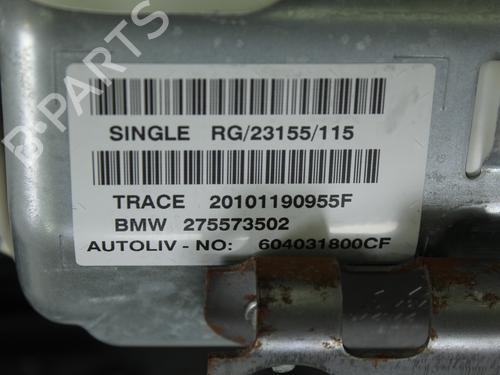 B-PARTS
SINGLE RG/23155/115
TRACE 20101190955F
BMW 275573502
AUTOLIV - NO: 604031800CF